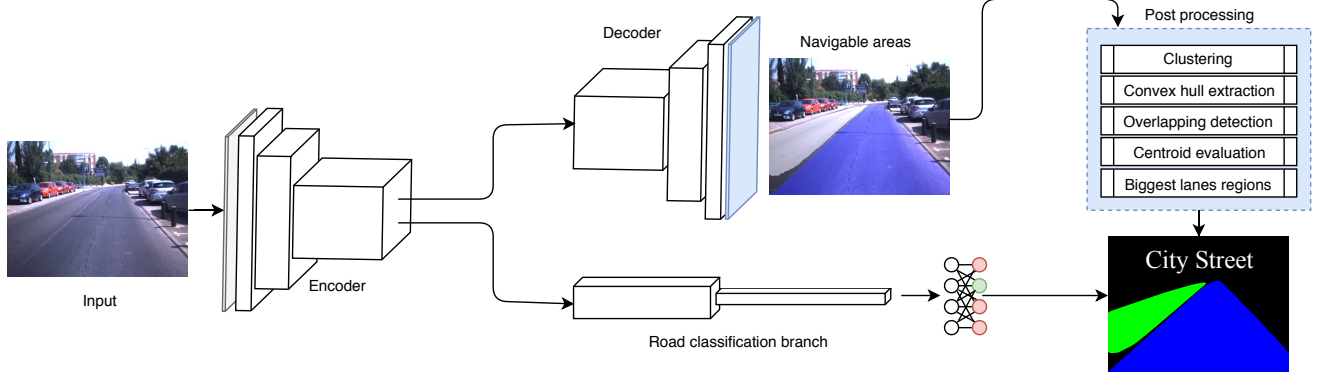 Post processing
Decoder
Navigable areas
Clustering
Convex hull extraction
Overlapping detection
Centroid evaluation
Biggest lanes regions
Input
Encoder
Road classification branch
City Street